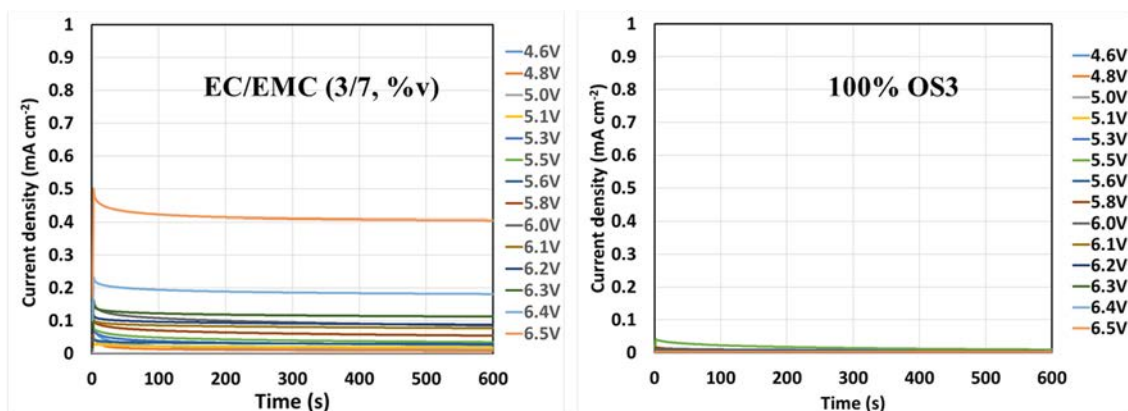 1
0.9
0.8
0.7
0.6
0.5
0.4
0.3
0.2
0.1
0
Current density (mA cm⁻²)
EC/EMC (3/7, %v)
0 100 200 300 400 500 600
Time (s)
4.6V
4.8V
5.0V
5.1V
5.3V
5.5V
5.6V
5.8V
6.0V
6.1V
6.2V
6.3V
6.4V
6.5V
1
0.9
0.8
0.7
0.6
0.5
0.4
0.3
0.2
0.1
0
Current density (mA cm⁻²)
100% OS3
0 100 200 300 400 500 600
Time (s)
4.6V
4.8V
5.0V
5.1V
5.3V
5.5V
5.6V
5.8V
6.0V
6.1V
6.2V
6.3V
6.4V
6.5V